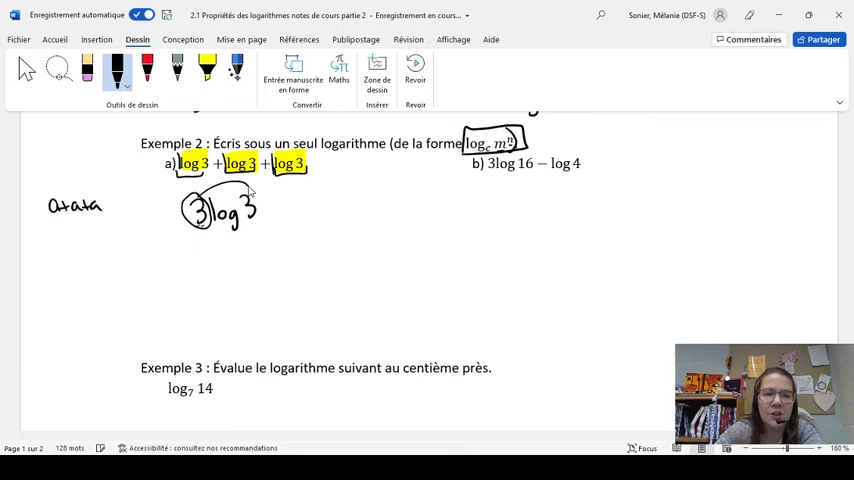 Enregistrement automatique
2.1 Propriétés des logarithmes notes de cours partie 2 - Enregistrement en cours...
Sonier, Mélanie (DSF-S)
Fichier Accueil Insertion Dessin Conception Mise en page Références Publipostage Révision Affichage Aide
Commentaires Partager
Entrée manuscrite en forme
Maths
Zone de dessin
Revoir
Outils de dessin Convertir Insérer Revoir
Exemple 2 : Écris sous un seul logarithme (de la forme log_c m^n)
a) log 3 + log 3 + log 3 b) 3log 16 − log 4
a+a+a 3 log 3
Exemple 3 : Évalue le logarithme suivant au centième près.
log₇ 14
Page 1 sur 2 128 mots Accessibilité : consultez nos recommandations Focus 160 %